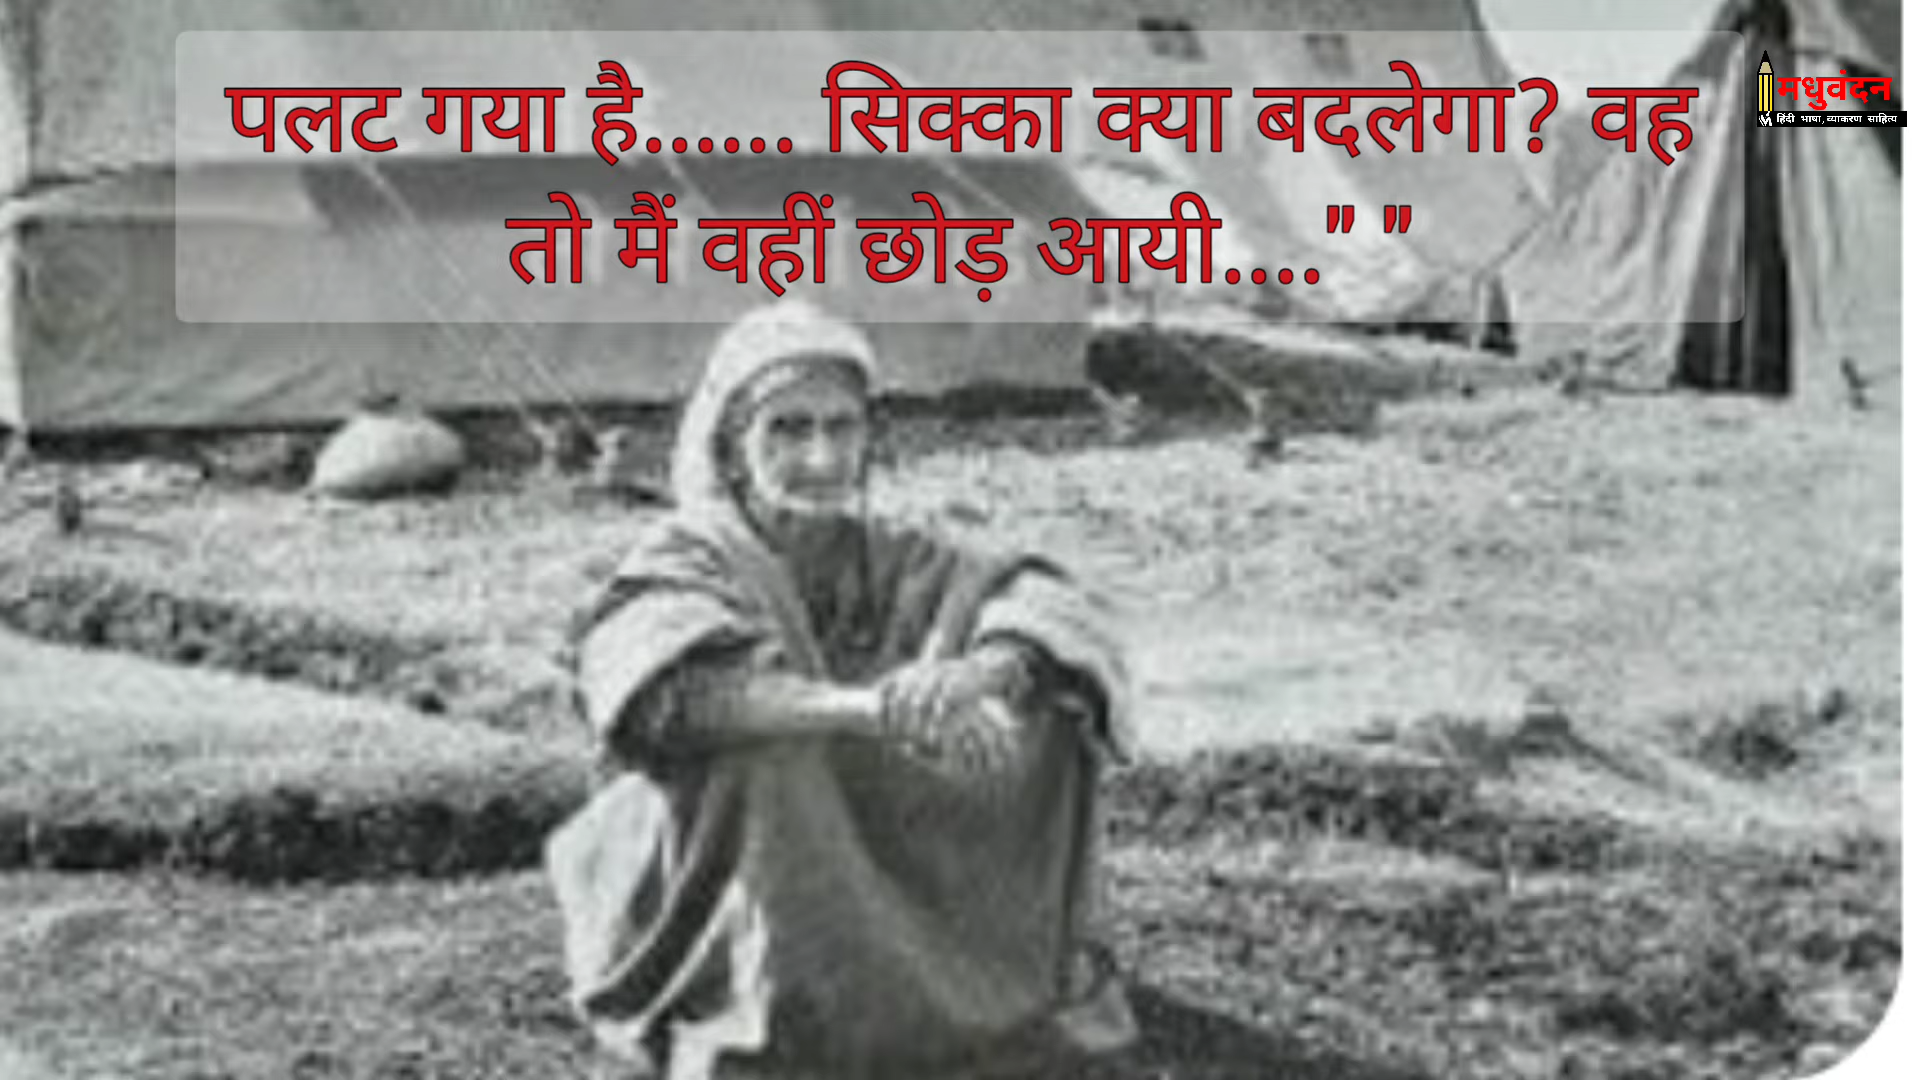 पलट गया है...... सिक्का क्या बदलेगा? वह
तो मैं वहीं छोड़ आयी...." "
मधुवंदन
हिंदी भाषा, व्याकरण साहित्य